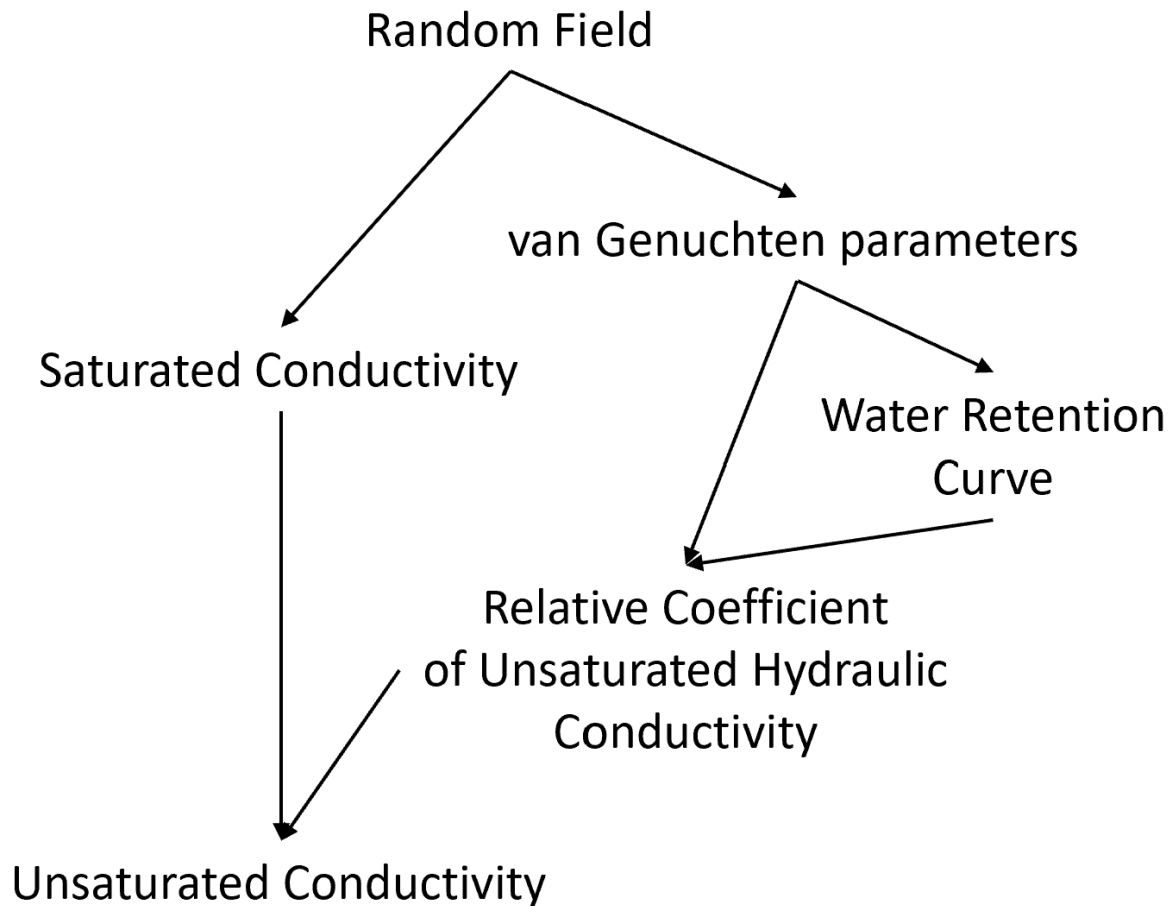 Random Field
van Genuchten parameters
Saturated Conductivity
Water Retention
Curve
Relative Coefficient
of Unsaturated Hydraulic
Conductivity
Unsaturated Conductivity